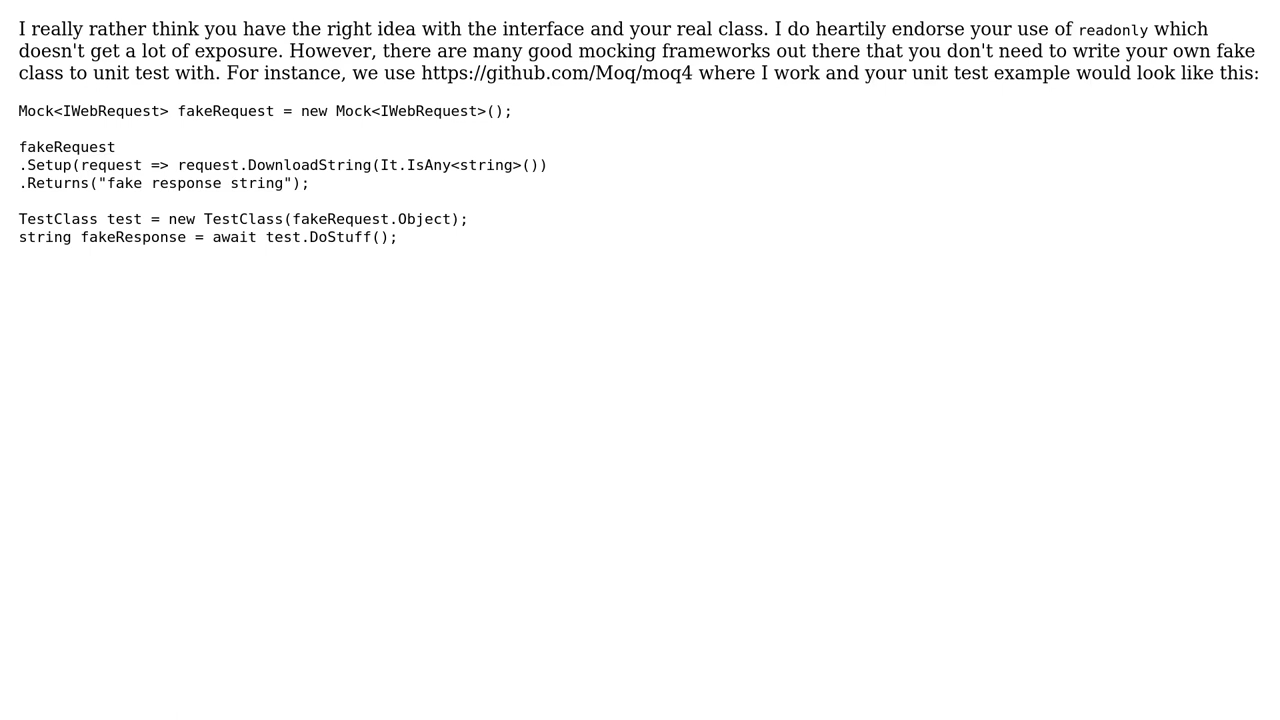 I really rather think you have the right idea with the interface and your real class. I do heartily endorse your use of readonly which
doesn't get a lot of exposure. However, there are many good mocking frameworks out there that you don't need to write your own fake
class to unit test with. For instance, we use https://github.com/Moq/moq4 where I work and your unit test example would look like this:
Mock<IWebRequest> fakeRequest = new Mock<IWebRequest>();
fakeRequest
.Setup(request => request.DownloadString(It.IsAny<string>())
.Returns("fake response string");
TestClass test = new TestClass(fakeRequest.Object);
string fakeResponse = await test.DoStuff();